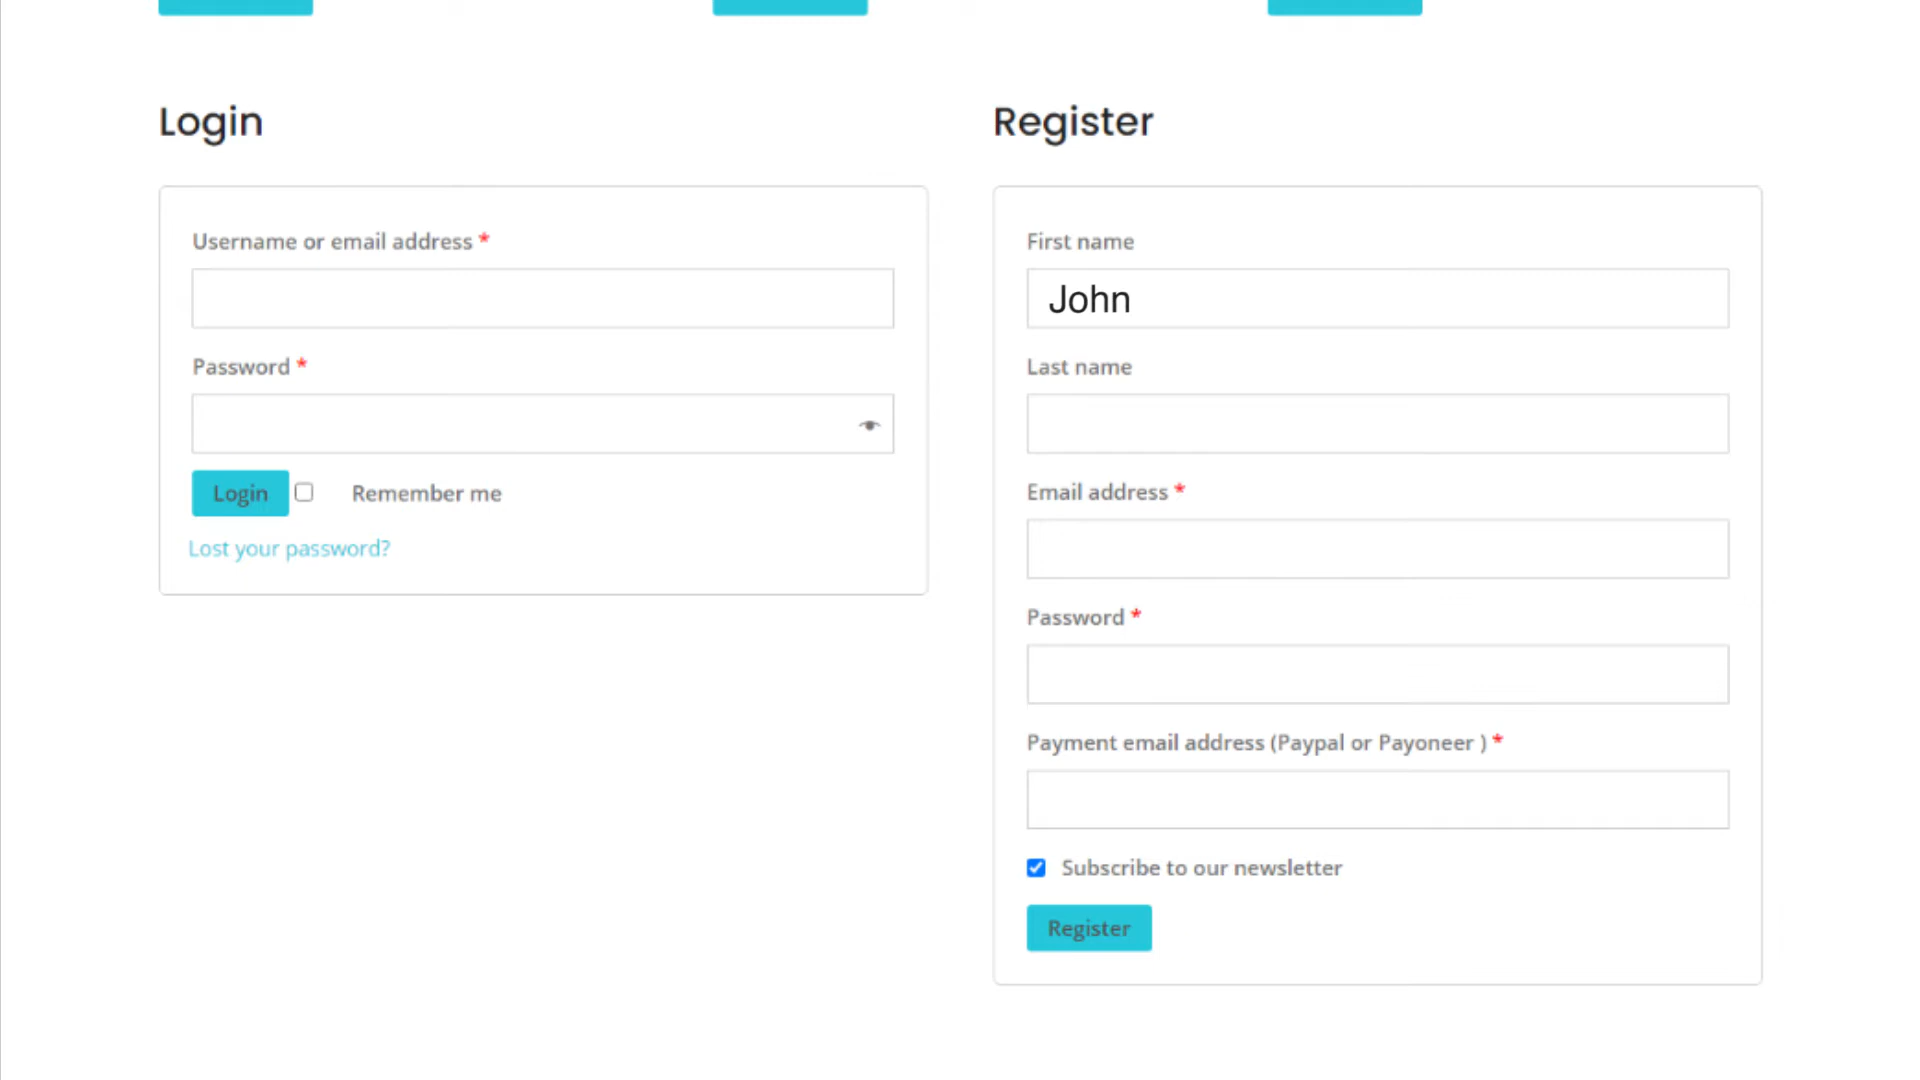 Login
Username or email address *
Password *
Login
Remember me
Lost your password?
Register
First name
John
Last name
Email address *
Password *
Payment email address (Paypal or Payoneer ) *
Subscribe to our newsletter
Register